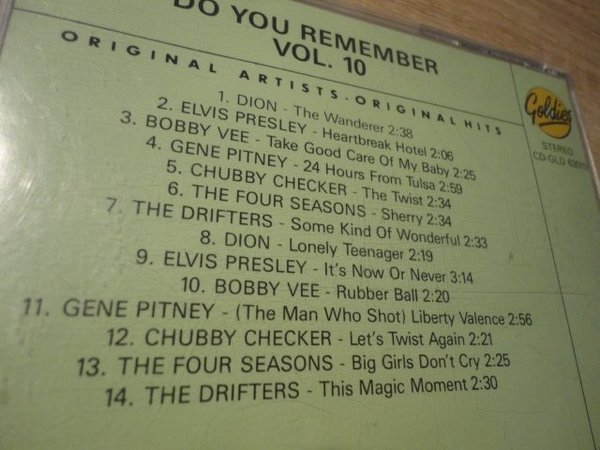 DO YOU REMEMBER
VOL. 10
ORIGINAL ARTISTS - ORIGINAL HITS
1. DION - The Wanderer 2:38
2. ELVIS PRESLEY - Heartbreak Hotel 2:06
3. BOBBY VEE - Take Good Care Of My Baby 2:25
4. GENE PITNEY - 24 Hours From Tulsa 2:59
5. CHUBBY CHECKER - The Twist 2:34
6. THE FOUR SEASONS - Sherry 2:34
7. THE DRIFTERS - Some Kind Of Wonderful 2:33
8. DION - Lonely Teenager 2:19
9. ELVIS PRESLEY - It's Now Or Never 3:14
10. BOBBY VEE - Rubber Ball 2:20
11. GENE PITNEY - (The Man Who Shot) Liberty Valence 2:56
12. CHUBBY CHECKER - Let's Twist Again 2:21
13. THE FOUR SEASONS - Big Girls Don't Cry 2:25
14. THE DRIFTERS - This Magic Moment 2:30
Goldies
STEREO
CD-GLD